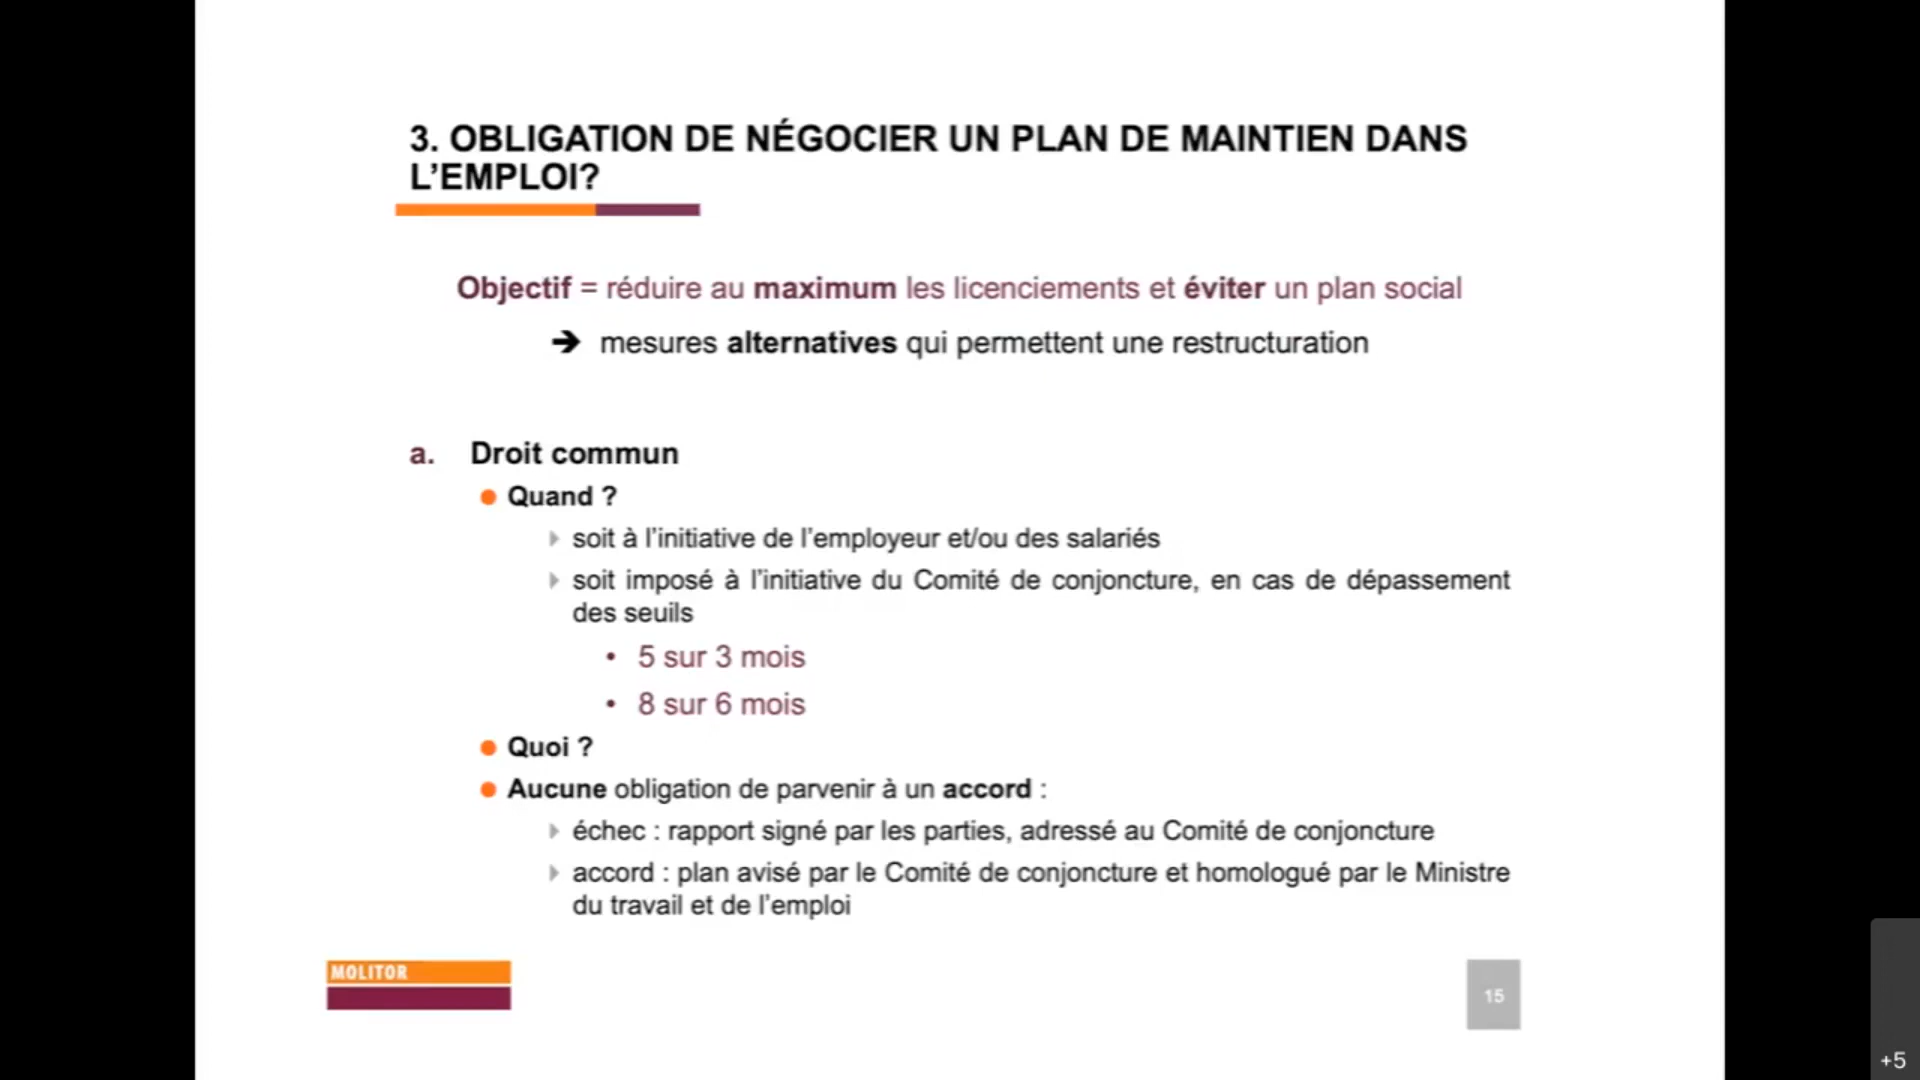 3. OBLIGATION DE NÉGOCIER UN PLAN DE MAINTIEN DANS
L’EMPLOI?
Objectif = réduire au maximum les licenciements et éviter un plan social
➔ mesures alternatives qui permettent une restructuration
a. Droit commun
Quand ?
soit à l’initiative de l’employeur et/ou des salariés
soit imposé à l’initiative du Comité de conjoncture, en cas de dépassement
des seuils
• 5 sur 3 mois
• 8 sur 6 mois
Quoi ?
Aucune obligation de parvenir à un accord :
échec : rapport signé par les parties, adressé au Comité de conjoncture
accord : plan avisé par le Comité de conjoncture et homologué par le Ministre
du travail et de l’emploi
MOLITOR
15
+5